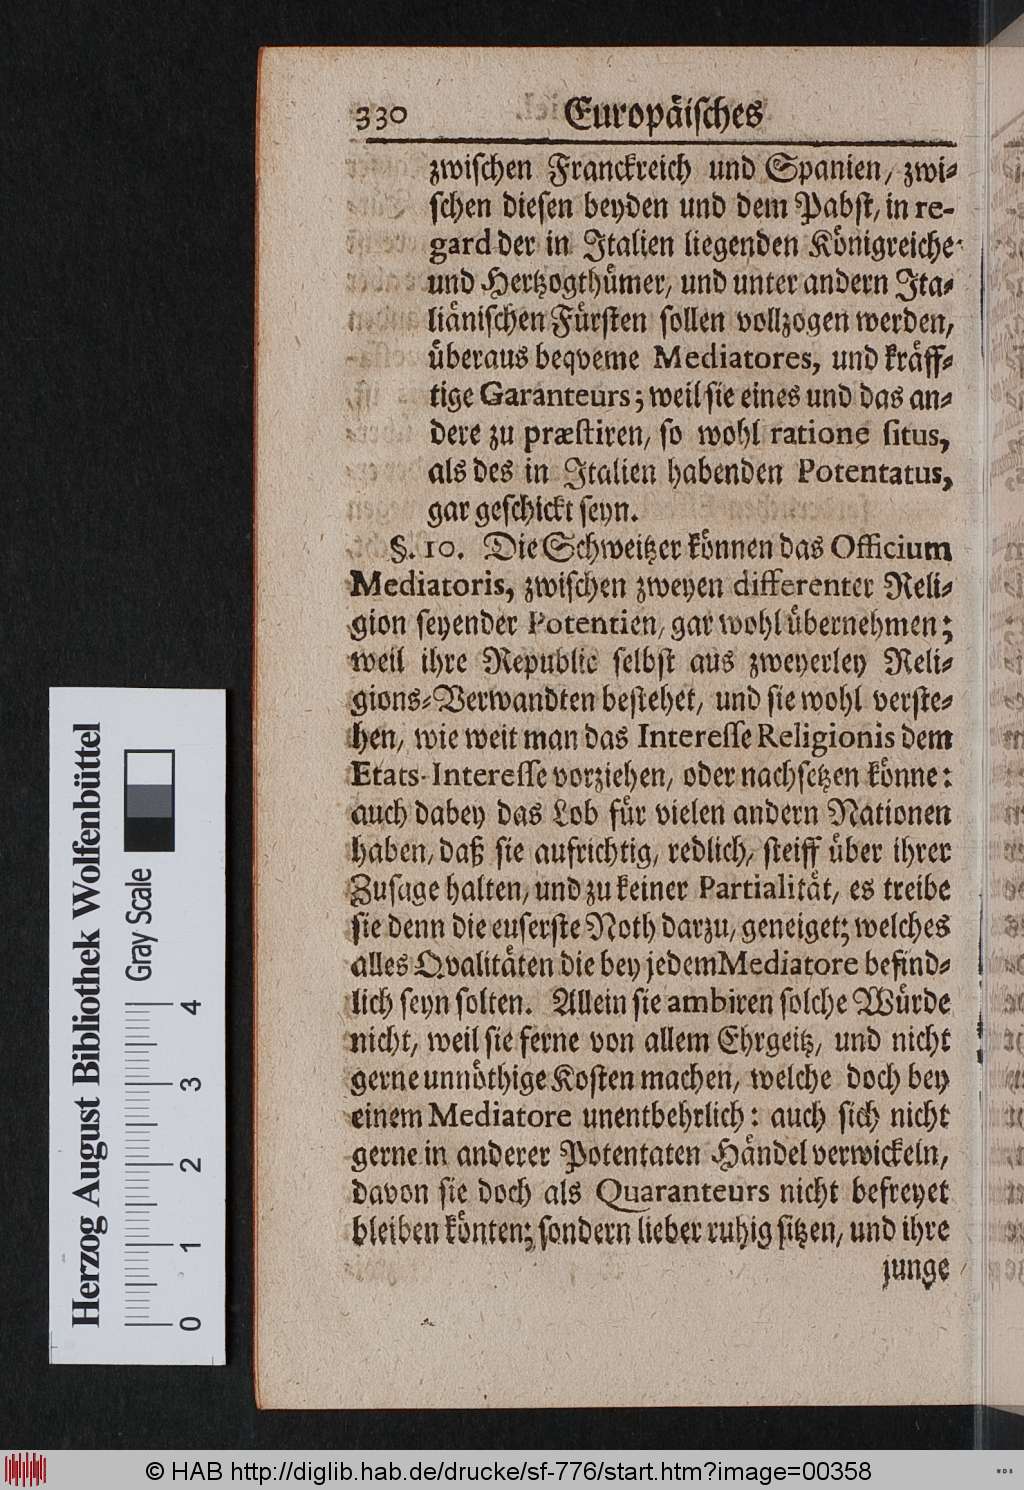 330 Europäisches
zwischen Franckreich und Spanien, zwi-
schen diesen beyden und dem Pabst, in re-
gard der in Italien liegenden Königreiche
und Hertzogthümer, und unter andern Ita-
liänischen Fürsten sollen vollzogen werden,
überaus beqveme Mediatores, und kräff-
tige Garanteurs; weil sie eines und das an-
dere zu præstiren, so wohl ratione situs,
als des in Italien habenden Potentatus,
gar geschickt seyn.
§. 10. Die Schweitzer können das Officium
Mediatoris, zwischen zweyen differenter Reli-
gion seyender Potentien, gar wohl übernehmen;
weil ihre Republic selbst aus zweyerley Reli-
gions-Verwandten bestehet, und sie wohl verste-
hen, wie weit man das Interesse Religionis dem
Etats-Interesse vorziehen, oder nachsetzen könne:
auch dabey das Lob für vielen andern Nationen
haben, daß sie aufrichtig, redlich, steiff über ihrer
Zusage halten, und zu keiner Partialität, es treibe
sie denn die euserste Noth darzu, geneiget; welches
alles Qvalitäten die bey jedem Mediatore befind-
lich seyn solten. Allein sie ambiren solche Würde
nicht, weil sie ferne von allem Ehrgeitz, und nicht
gerne unnöthige Kosten machen, welche doch bey
einem Mediatore unentbehrlich: auch sich nicht
gerne in anderer Potentaten Händel verwickeln,
davon sie doch als Quaranteurs nicht befreyet
bleiben könten; sondern lieber ruhig sitzen, und ihre
junge
Herzog August Bibliothek Wolfenbüttel
Gray Scale
0 1 2 3 4
© HAB http://diglib.hab.de/drucke/sf-776/start.htm?image=00358